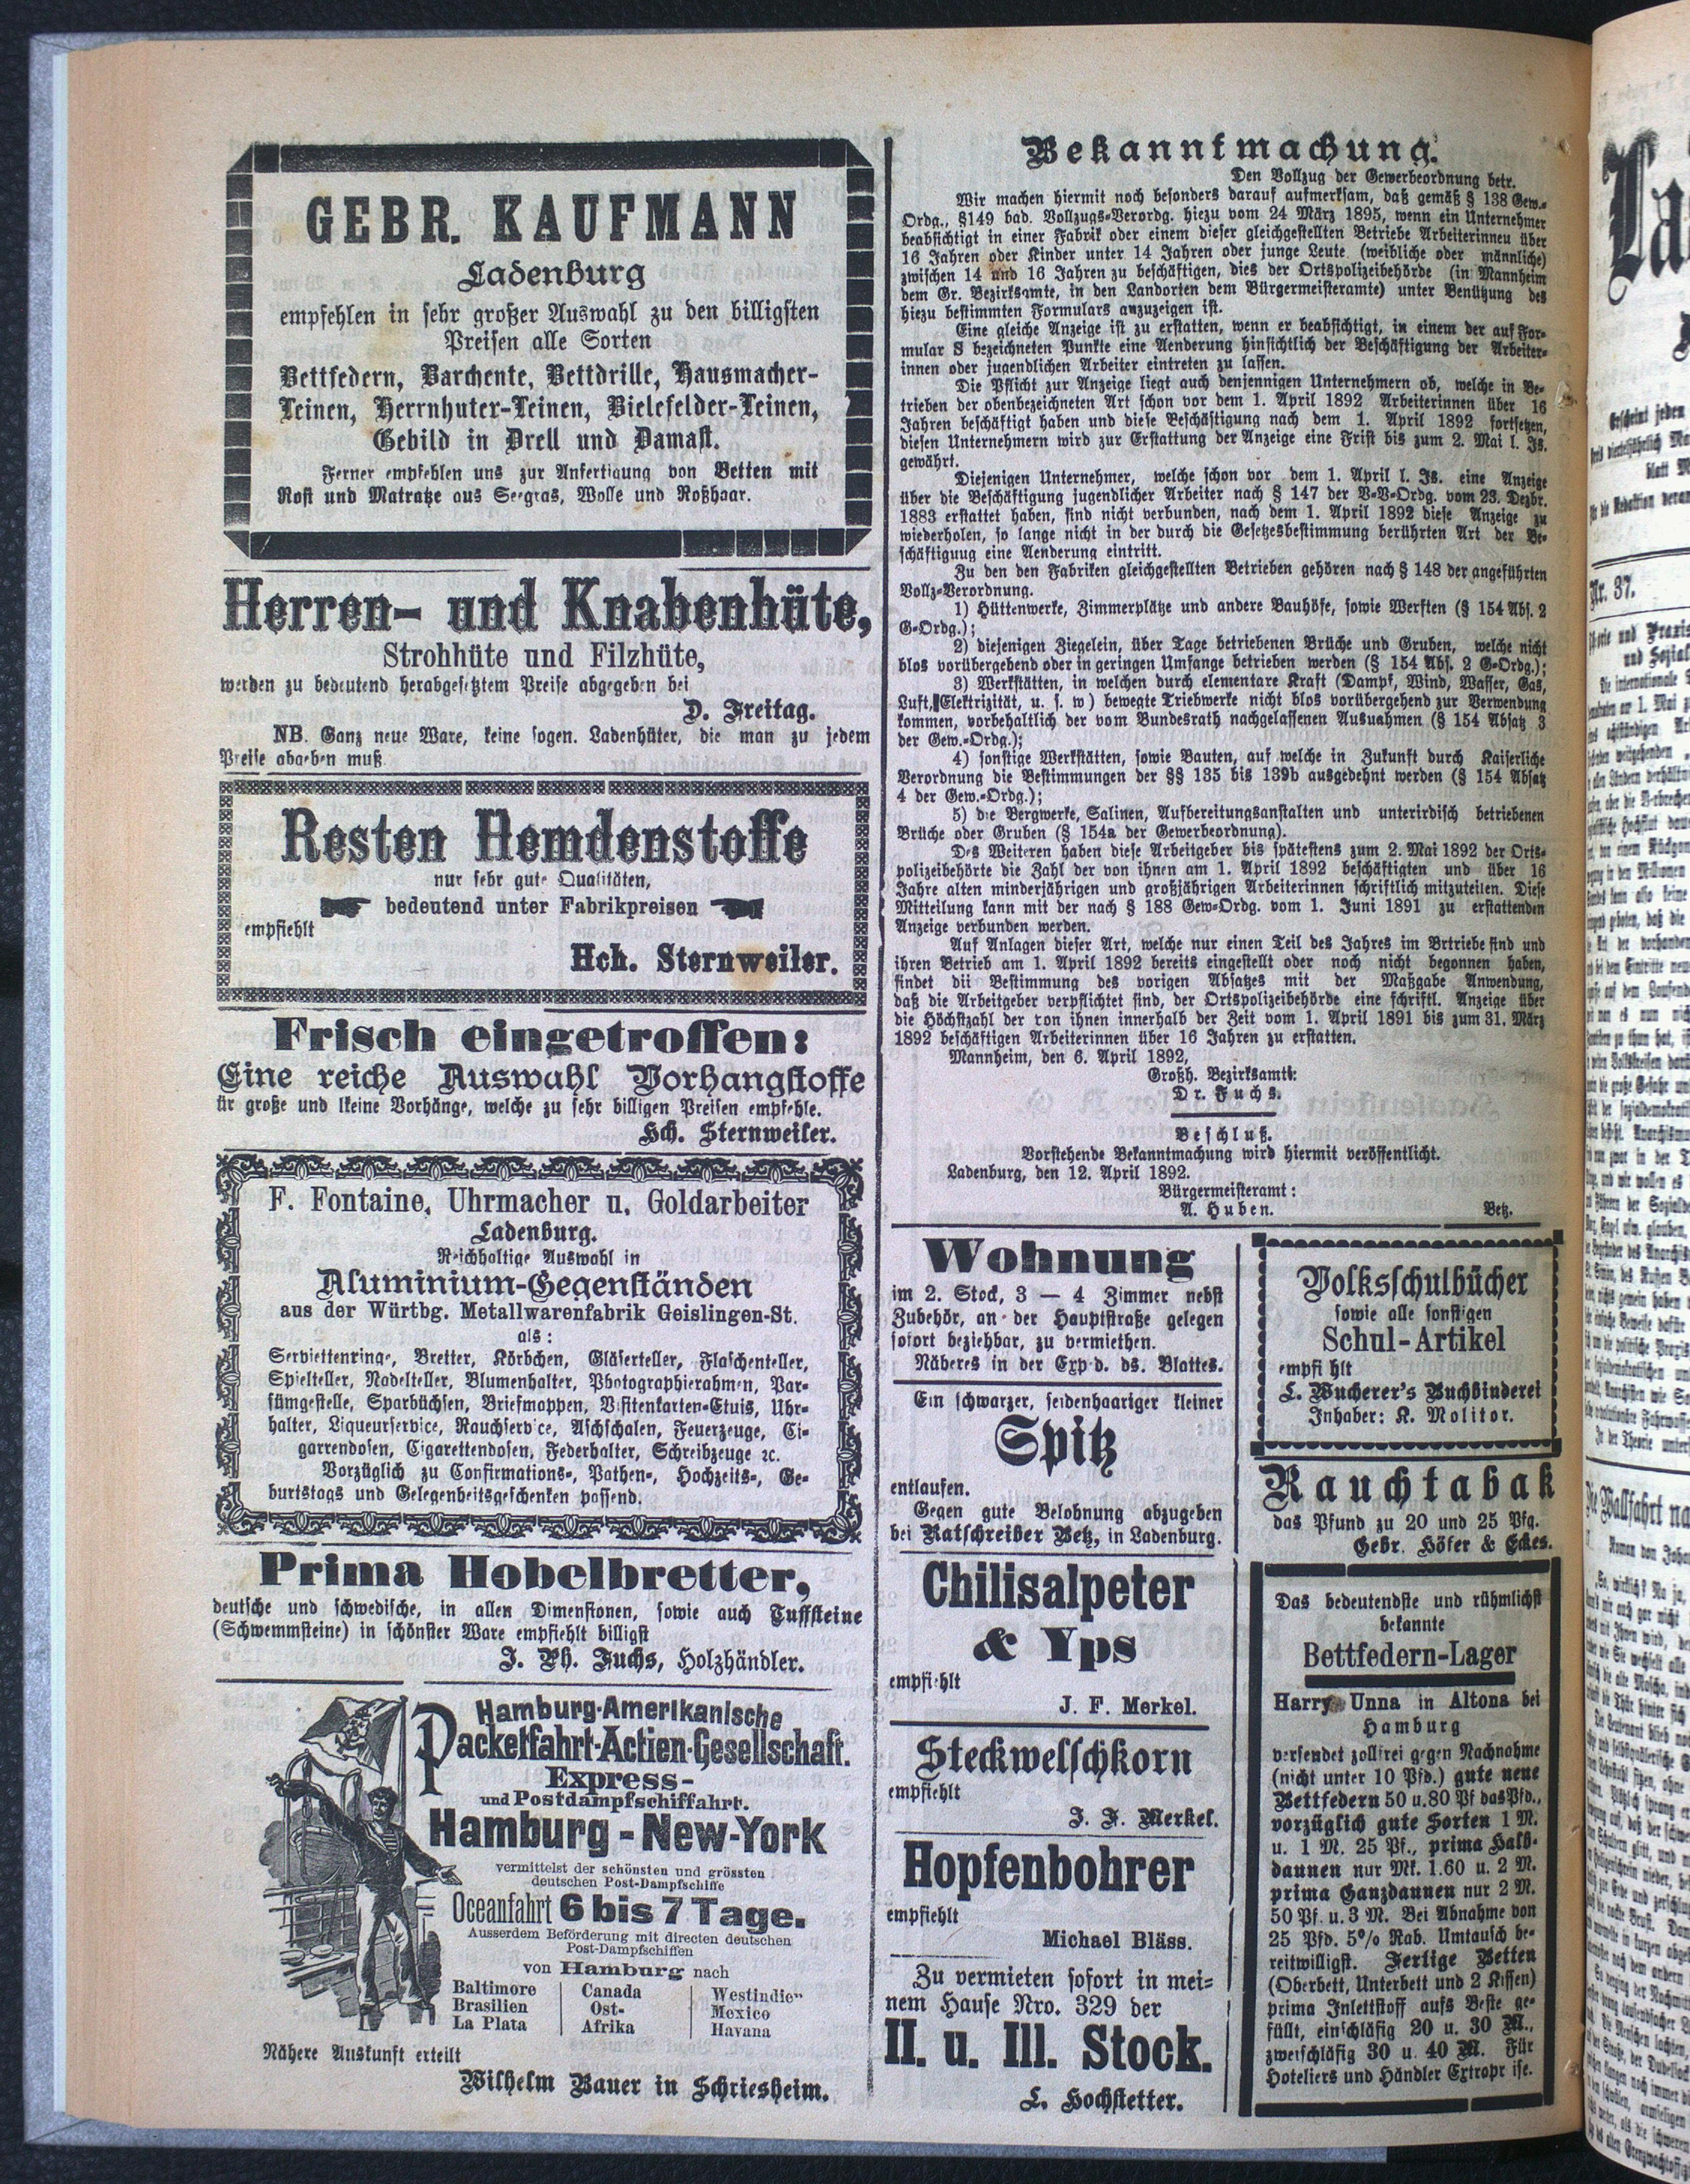 GEBR. KAUFMANN
Ladenburg
empfehlen in sehr großer Auswahl zu den billigsten
Preisen alle Sorten
Bettfedern, Barchente, Bettdrille, Hausmacher-
Leinen, Herrnhuter-Leinen, Bielefelder-Leinen,
Gebild in Drell und Damast.
Ferner empfehlen uns zur Anfertigung von Betten mit
Rost und Matratze aus Seegras, Wolle und Roßhaar.
Herren- und Knabenhüte,
Strohhüte und Filzhüte,
werden zu bedeutend herabgesetztem Preise abgegeben bei
D. Freitag.
NB. Ganz neue Ware, keine sogen. Ladenhüter, die man zu jedem
Preise abgeben muß
Resten Hemdenstoffe
nur sehr gute Qualitäten,
bedeutend unter Fabrikpreisen
empfiehlt
Hch. Sternweiler.
Frisch eingetroffen:
Eine reiche Auswahl Vorhangstoffe
ür große und lkeine Vorhänge, welche zu sehr billigen Preisen empfehle.
Hch. Sternweiler.
F. Fontaine, Uhrmacher u. Goldarbeiter
Ladenburg.
Reichhaltige Auswahl in
Aluminium-Gegenständen
aus der Würtbg. Metallwarenfabrik Geislingen-St.
als:
Serviettenringe, Bretter, Körbchen, Gläserteller, Flaschenteller,
Spielteller, Nadelteller, Blumenhalter, Photographierahmen, Par-
fümgestelle, Sparbüchsen, Briefmappen, Visitenkarten-Etuis, Uhr-
halter, Liqueurservice, Rauchservice, Aschschalen, Feuerzeuge, Ci-
garrendosen, Cigarettendosen, Federhalter, Schreibzeuge ꝛc.
Vorzüglich zu Confirmations-, Pathen-, Hochzeits-, Ge-
burtstags und Gelegenheitsgeschenken passend.
Prima Hobelbretter,
deutsche und schwedische, in allen Dimensionen, sowie auch Tuffsteine
(Schwemmsteine) in schönster Ware empfiehlt billigst
J. Ph. Fuchs, Holzhändler.
Hamburg-Amerikanische
Packetfahrt-Actien-Gesellschaft.
Express-
und Postdampfschiffahrt.
Hamburg-New-York
vermittelst der schönsten und grössten
deutschen Post-Dampfschiffe
Oceanfahrt 6 bis 7 Tage.
Ausserdem Beförderung mit directen deutschen
Post-Dampfschiffen
von Hamburg nach
Baltimore Canada Westindien
Brasilien Ost- Mexico
La Plata Afrika Havana
Nähere Auskunft erteilt
Wilhelm Bauer in Schriesheim.
Bekanntmachung.
Den Vollzug der Gewerbeordnung betr.
Wir machen hiermit noch besonders darauf aufmerksam, daß gemäß § 138 Gew.-
Ordg., §149 bad. Vollzugs-Verordg. hiezu vom 24 März 1895, wenn ein Unternehmer
beabsichtigt in einer Fabrik oder einem dieser gleichgestellten Betriebe Arbeiterinneu über
16 Jahren oder Kinder unter 14 Jahren oder junge Leute (weibliche oder männliche)
zwischen 14 und 16 Jahren zu beschäftigen, dies der Ortspolizeibehörde (in Mannheim
dem Gr. Bezirksamte, in den Landorten dem Bürgermeisteramte) unter Benützung des
hiezu bestimmten Formulars anzuzeigen ist.
Eine gleiche Anzeige ist zu erstatten, wenn er beabsichtigt, in einem der auf For-
mular S bezeichneten Punkte eine Aenderung hinsichtlich der Beschäftigung der Arbeiter-
innen oder jugendlichen Arbeiter eintreten zu lassen.
Die Pflicht zur Anzeige liegt auch denjennigen Unternehmern ob, welche in Be-
trieben der obenbezeichneten Art schon vor dem 1. April 1892 Arbeiterinnen über 16
Jahren beschäftigt haben und diese Beschäftigung nach dem 1. April 1892 fortsetzen,
diesen Unternehmern wird zur Erstattung der Anzeige eine Frist bis zum 2. Mai l. Js.
gewährt.
Diejenigen Unternehmer, welche schon vor dem 1. April l. Js. eine Anzeige
über die Beschäftigung jugendlicher Arbeiter nach § 147 der V-V-Ordg. vom 23. Dezbr.
1883 erstattet haben, sind nicht verbunden, nach dem 1. April 1892 diese Anzeige zu
wiederholen, so lange nicht in der durch die Gesetzesbestimmung berührten Art der Be-
schäftigung eine Aenderung eintritt.
Zu den den Fabriken gleichgestellten Betrieben gehören nach § 148 der angeführten
Vollz-Verordnung.
1) Hüttenwerke, Zimmerplätze und andere Bauhöfe, sowie Werften (§ 154 Abs. 2
G-Ordg.);
2) diejenigen Ziegelein, über Tage betriebenen Brüche und Gruben, welche nicht
blos vorübergehend oder in geringen Umfange betrieben werden (§ 154 Abs. 2 G-Ordg.);
3) Werkstätten, in welchen durch elementare Kraft (Dampf, Wind, Wasser, Gas,
Luft, Elektrizität, u. s. w) bewegte Triebwerke nicht blos vorübergehend zur Verwendung
kommen, vorbehaltlich der vom Bundesrath nachgelassenen Ausnahmen (§ 154 Absatz 3
der Gew.-Ordg.);
4) sonstige Werkstätten, sowie Bauten, auf welche in Zukunft durch Kaiserliche
Verordnung die Bestimmungen der §§ 135 bis 139b ausgedehnt werden (§ 154 Absatz
4 der Gew.-Ordg.);
5) die Bergwerke, Salinen, Aufbereitungsanstalten und unterirdisch betriebenen
Brüche oder Gruben (§ 154a der Gewerbeordnung).
Des Weiteren haben diese Arbeitgeber bis spätestens zum 2. Mai 1892 der Orts-
polizeibehörde die Zahl der von ihnen am 1. April 1892 beschäftigten und über 16
Jahre alten minderjährigen und großjährigen Arbeiterinnen schriftlich mitzuteilen. Diese
Mitteilung kann mit der nach § 188 Gew-Ordg. vom 1. Juni 1891 zu erstattenden
Anzeige verbunden werden.
Auf Anlagen dieser Art, welche nur einen Teil des Jahres im Brtriebe sind und
ihren Betrieb am 1. April 1892 bereits eingestellt oder noch nicht begonnen haben,
findet dii Bestimmung des vorigen Absatzes mit der Maßgabe Anwendung,
daß die Arbeitgeber verpflichtet sind, der Ortspolizeibehörde eine schriftl. Anzeige über
die Höchstzahl der von ihnen innerhalb der Zeit vom 1. April 1891 bis zum 31. März
1892 beschäftigen Arbeiterinnen über 16 Jahren zu erstatten.
Mannheim, den 6. April 1892,
Großh. Bezirksamt:
Dr. Fuchs.
Beschluß.
Vorstehende Bekanntmachung wird hiermit veröffentlicht.
Ladenburg, den 12. April 1892.
Bürgermeisteramt:
A. Huben. Betz.
Wohnung
im 2. Stock, 3 — 4 Zimmer nebst
Zubehör, an der Hauptstraße gelegen
sofort beziehbar, zu vermiethen.
Näheres in der Exped. ds. Blattes.
Ein schwarzer, seidenhaariger kleiner
Spitz
entlaufen.
Gegen gute Belohnung abzugeben
bei Ratschreiber Betz, in Ladenburg.
Chilisalpeter
& Yps
empfiehlt
J. F. Merkel.
Steckwelschkorn
empfiehlt
J. F. Merkel.
Hopfenbohrer
empfiehlt
Michael Bläss.
Zu vermieten sofort in mei-
nem Hause Nro. 329 der
II. u. III. Stock.
L. Hochstetter.
Volksschulbücher
sowie alle sonstigen
Schul-Artikel
empfi hlt
L. Wucherer's Buchbinderei
Inhaber: K. Molitor.
Rauchtabak
das Pfund zu 20 und 25 Pfg.
Gebr. Höfer & Eckes.
Das bedeutendste und rühmlichst
bekannte
Bettfedern-Lager
Harry Unna in Altona bei
Hamburg
versendet zollfrei gegen Nachnahme
(nicht unter 10 Pfd.) gute neue
Bettfedern 50 u. 80 Pf das Pfd.,
vorzüglich gute Sorten 1 M.
u. 1 M. 25 Pf., prima Halb-
daunen nur Mk. 1.60 u. 2 M.
prima Ganzdaunen nur 2 M.
50 Pf. u. 3 M. Bei Abnahme von
25 Pfd. 5% Rab. Umtausch be-
reitwilligst. Fertige Betten
(Oberbett, Unterbett und 2 Kissen)
prima Inlettstoff aufs Beste ge-
füllt, einschläfig 20 u. 30 M.,
zweischläfig 30 u. 40 M. Für
Hoteliers und Händler Extrapr ise.
Nr. 37.